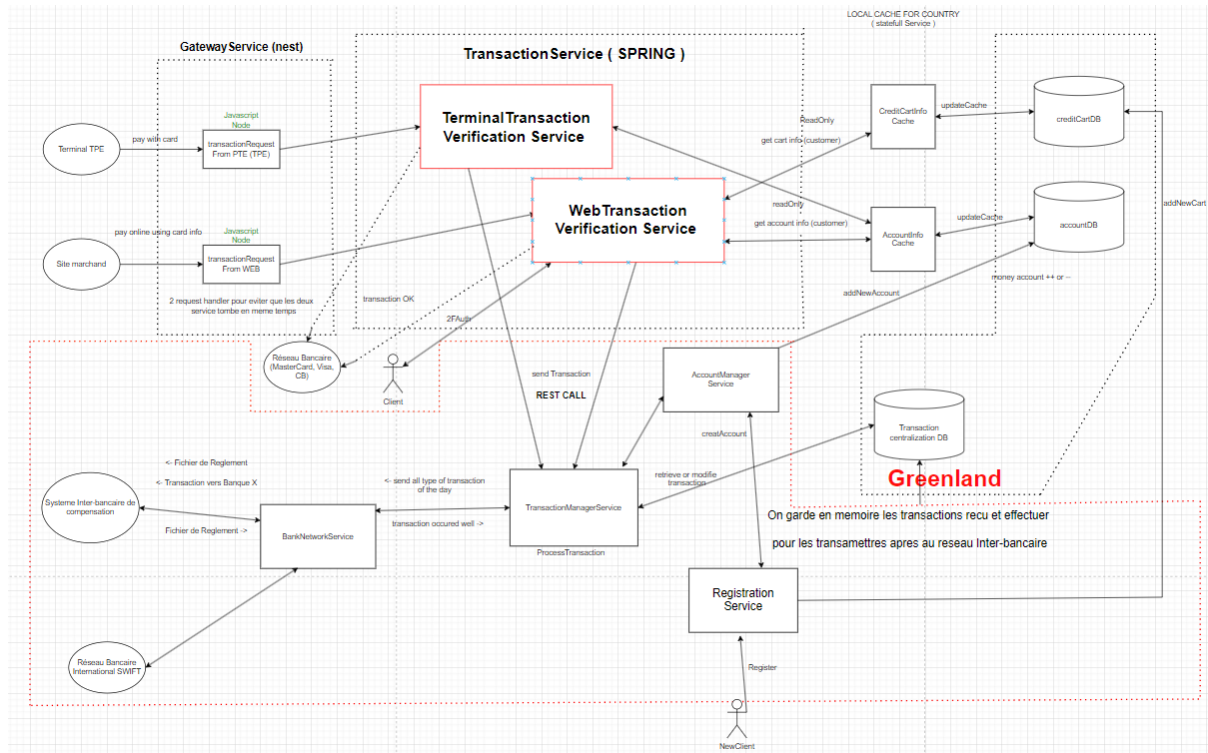 LOCAL CACHE FOR COUNTRY
( statefull Service )
GatewayService (nest)
TransactionService ( SPRING )
Terminal TPE
pay with card
Javascript
Node
transactionRequest
From PTE (TPE)
TerminalTransaction
Verification Service
ReadOnly
get cart info (customer)
CreditCartInfo
Cache
updateCache
creditCartDB
Site marchand
pay online using card info
Javascript
Node
transactionRequest
From WEB
WebTransaction
Verification Service
readOnly
get account info (customer)
AccountInfo
Cache
updateCache
accountDB
addNewCart
2 request handler pour eviter que les deux
service tombe en meme temps
transaction OK
2FAuth
money account ++ or --
addNewAccount
Réseau Bancaire
(MasterCard, Visa,
CB)
Client
send Transaction
REST CALL
AccountManager
Service
creatAccount
Transaction
centralization DB
Greenland
On garde en memoire les transactions recu et effectuer
pour les transamettres apres au reseau Inter-bancaire
<- Fichier de Reglement
<- Transaction vers Banque X
Systeme Inter-bancaire de
compensation
Fichier de Reglement ->
BankNetworkService
<- send all type of transaction
of the day
transaction occured well ->
TransactionManagerService
ProcessTransaction
retrieve or modifie
transaction
Registration
Service
Réseau Bancaire
International SWIFT
Register
NewClient